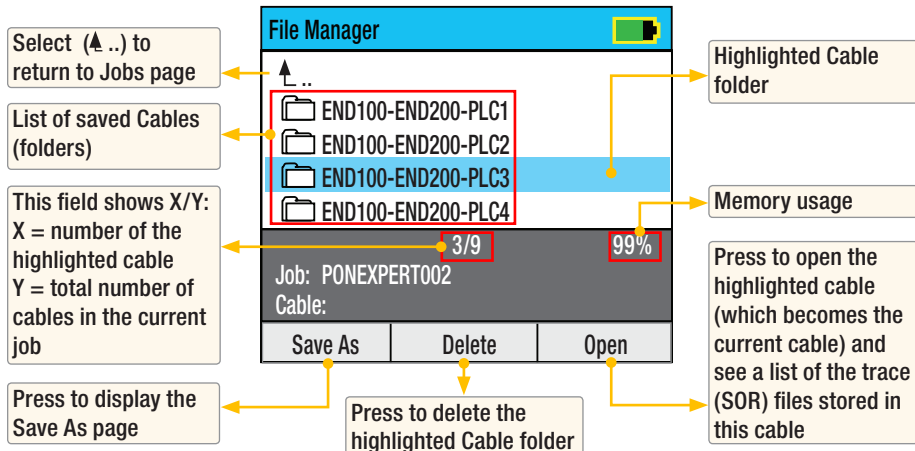 File Manager
..
END100-END200-PLC1
END100-END200-PLC2
END100-END200-PLC3
END100-END200-PLC4
3/9
99%
Job: PONEXPERT002
Cable:
Save As
Delete
Open
Select ( ..) to
return to Jobs page
List of saved Cables
(folders)
This field shows X/Y:
X = number of the
highlighted cable
Y = total number of
cables in the current
job
Press to display the
Save As page
Press to delete the
highlighted Cable folder
Highlighted Cable
folder
Memory usage
Press to open the
highlighted cable
(which becomes the
current cable) and
see a list of the trace
(SOR) files stored in
this cable